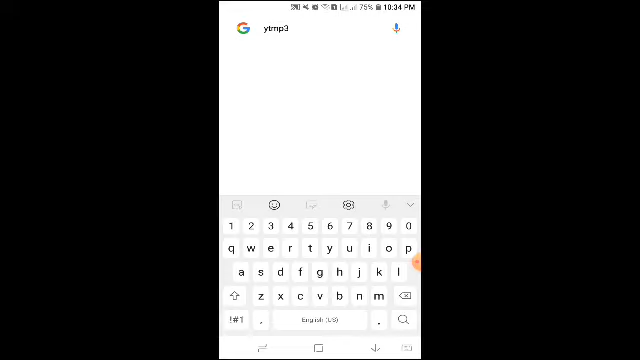 75% 10:34 PM
ytmp3
1 2 3 4 5 6 7 8 9 0
q w e r t y u i o p
a s d f g h j k l
z x c v b n m
!#1 , English (US) .